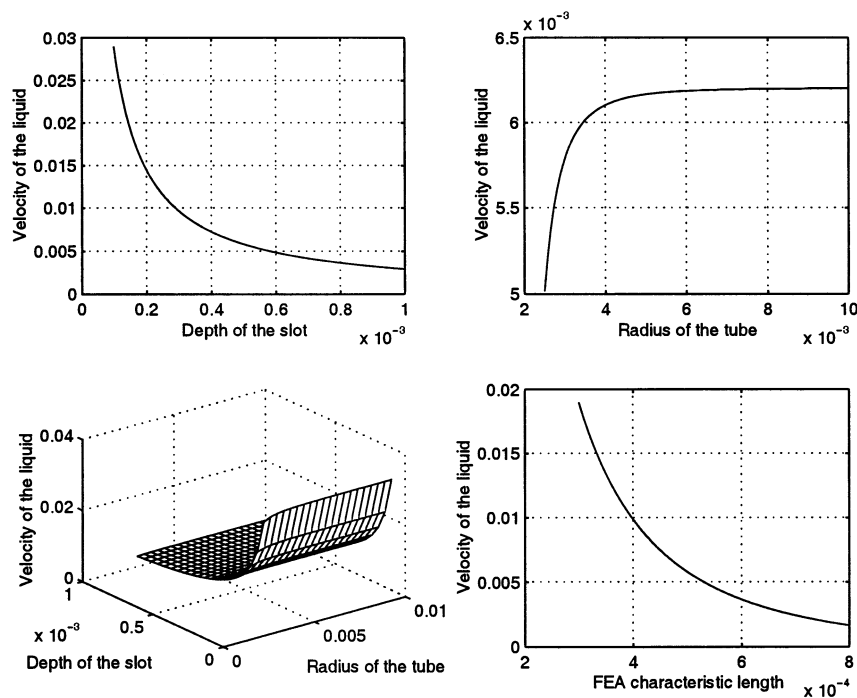 0.03
0.025
0.02
0.015
0.01
0.005
0
Velocity of the liquid
0 0.2 0.4 0.6 0.8 1
Depth of the slot
x 10⁻³
x 10⁻³
6.5
6
5.5
5
Velocity of the liquid
2 4 6 8 10
Radius of the tube
x 10⁻³
0.04
0.02
0
Velocity of the liquid
1
0.5
0
x 10⁻³
Depth of the slot
0
0.005
0.01
Radius of the tube
0.02
0.015
0.01
0.005
0
Velocity of the liquid
2 4 6 8
FEA characteristic length
x 10⁻⁴